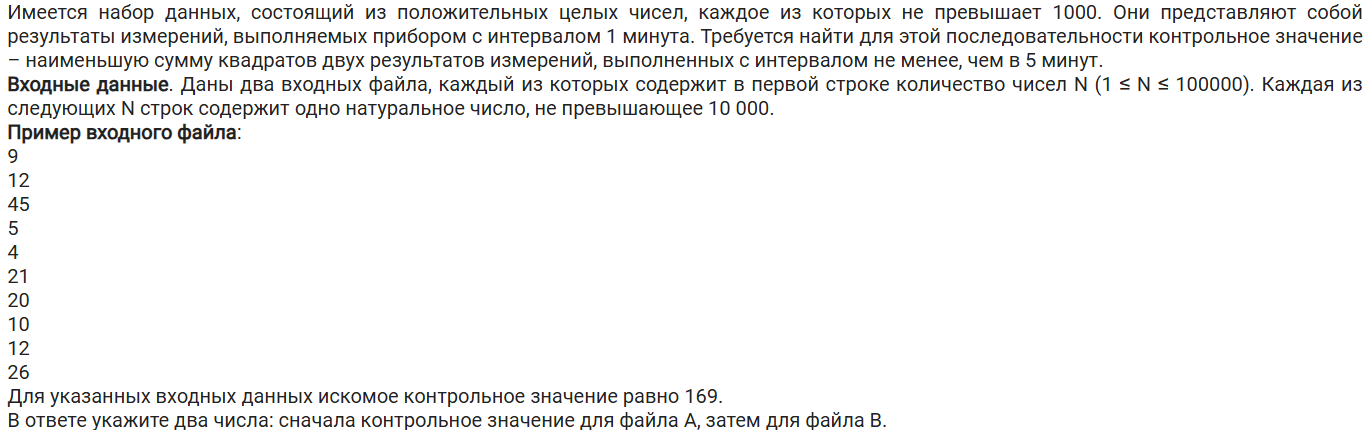 Имеется набор данных, состоящий из положительных целых чисел, каждое из которых не превышает 1000. Они представляют собой
результаты измерений, выполняемых прибором с интервалом 1 минута. Требуется найти для этой последовательности контрольное значение
– наименьшую сумму квадратов двух результатов измерений, выполненных с интервалом не менее, чем в 5 минут.
Входные данные. Даны два входных файла, каждый из которых содержит в первой строке количество чисел N (1 ≤ N ≤ 100000). Каждая из
следующих N строк содержит одно натуральное число, не превышающее 10 000.
Пример входного файла:
9
12
45
5
4
21
20
10
12
26
Для указанных входных данных искомое контрольное значение равно 169.
В ответе укажите два числа: сначала контрольное значение для файла А, затем для файла B.